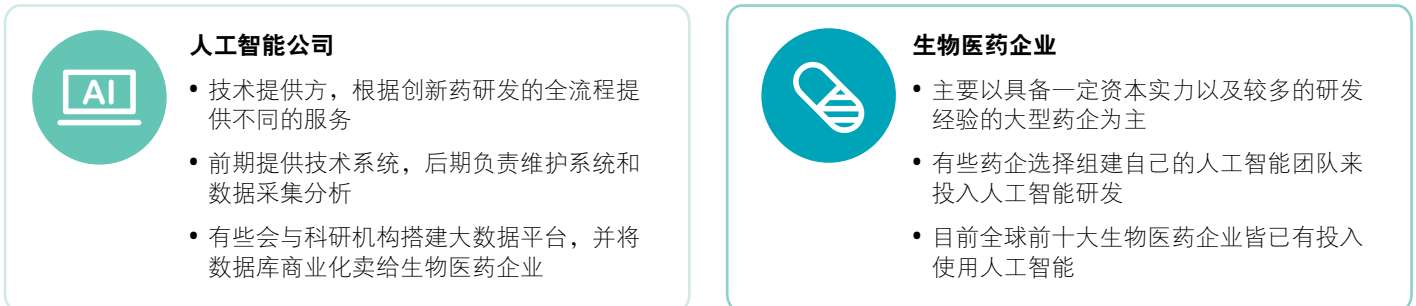 AI
人工智能公司
• 技术提供方，根据创新药研发的全流程提
供不同的服务
• 前期提供技术系统，后期负责维护系统和
数据采集分析
• 有些会与科研机构搭建大数据平台，并将
数据库商业化卖给生物医药企业
生物医药企业
• 主要以具备一定资本实力以及较多的研发
经验的大型药企为主
• 有些药企选择组建自己的人工智能团队来
投入人工智能研发
• 目前全球前十大生物医药企业皆已有投入
使用人工智能